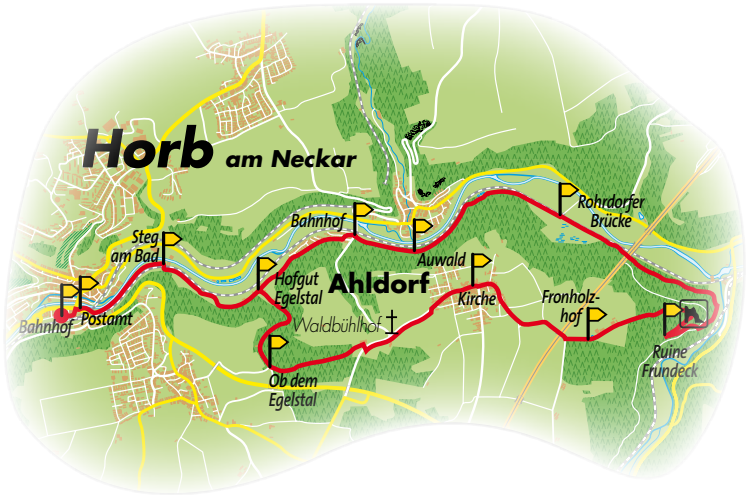 Horb am Neckar
Bahnhof
Rohrdorfer
Brücke
Steg
am Bad
Auwald
Hofgut
Egelstal
Ahldorf
Kirche
Fronholz-
hof
Bahnhof
Postamt
Waldbühlhof
Ruine
Frundeck
Ob dem
Egelstal